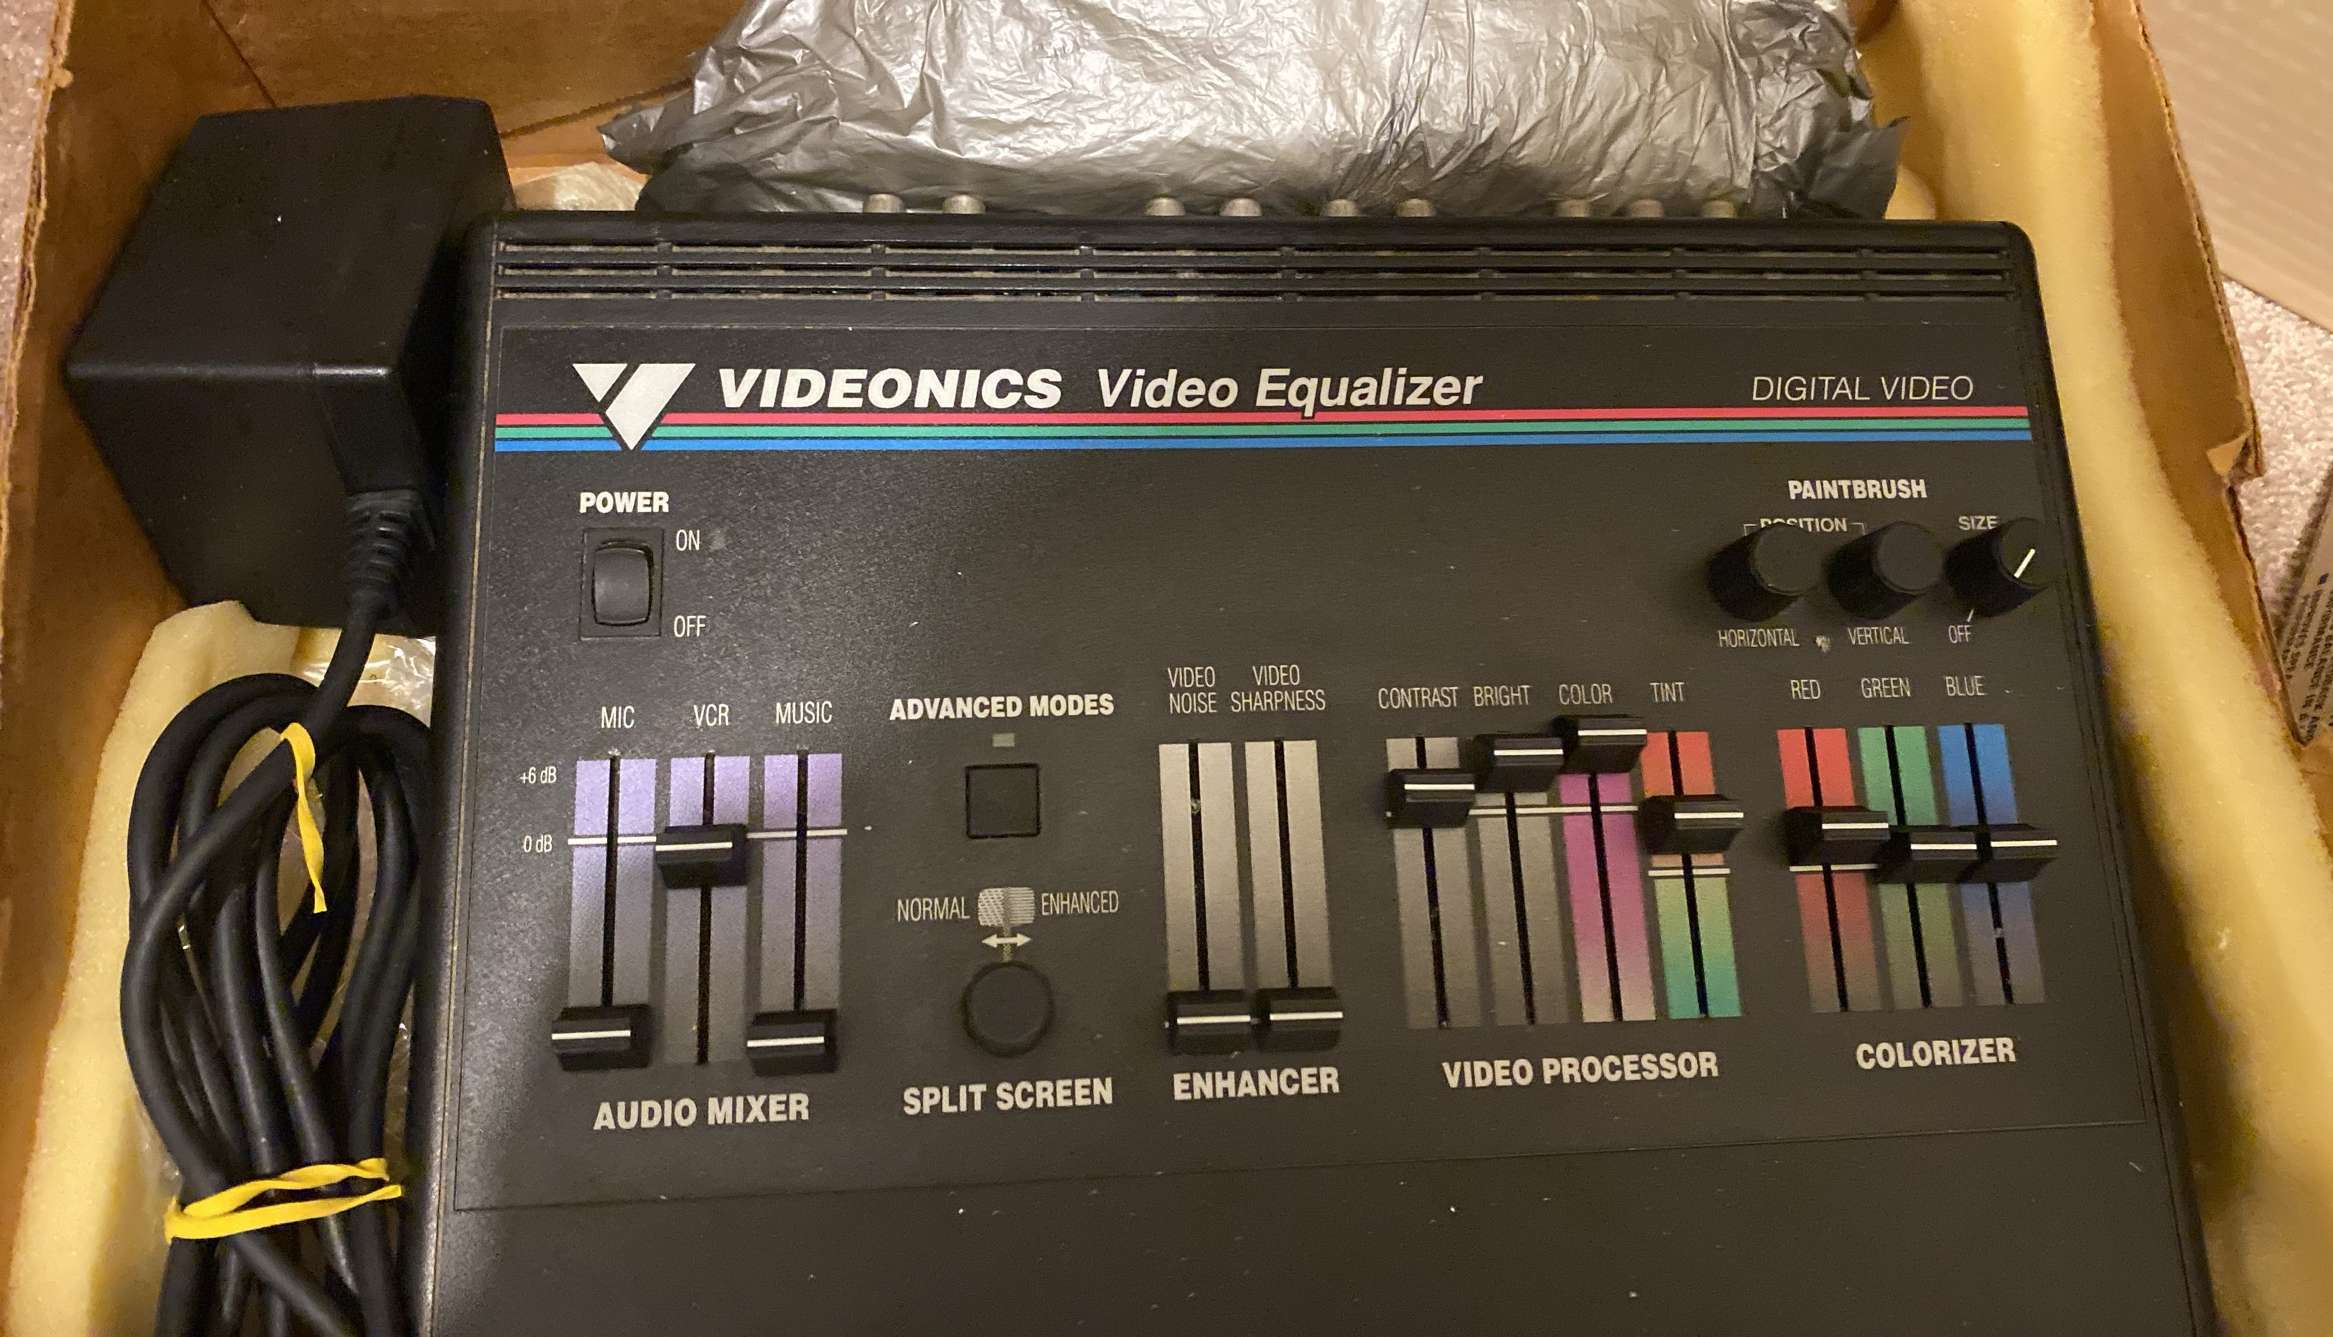 VIDEONICS Video Equalizer
DIGITAL VIDEO
POWER
ON
OFF
PAINTBRUSH
POSITION
SIZE
HORIZONTAL
VERTICAL
OFF
MIC
VCR
MUSIC
+6 dB
0 dB
AUDIO MIXER
ADVANCED MODES
NORMAL
ENHANCED
SPLIT SCREEN
VIDEO
NOISE
VIDEO
SHARPNESS
ENHANCER
CONTRAST
BRIGHT
COLOR
TINT
VIDEO PROCESSOR
RED
GREEN
BLUE
COLORIZER